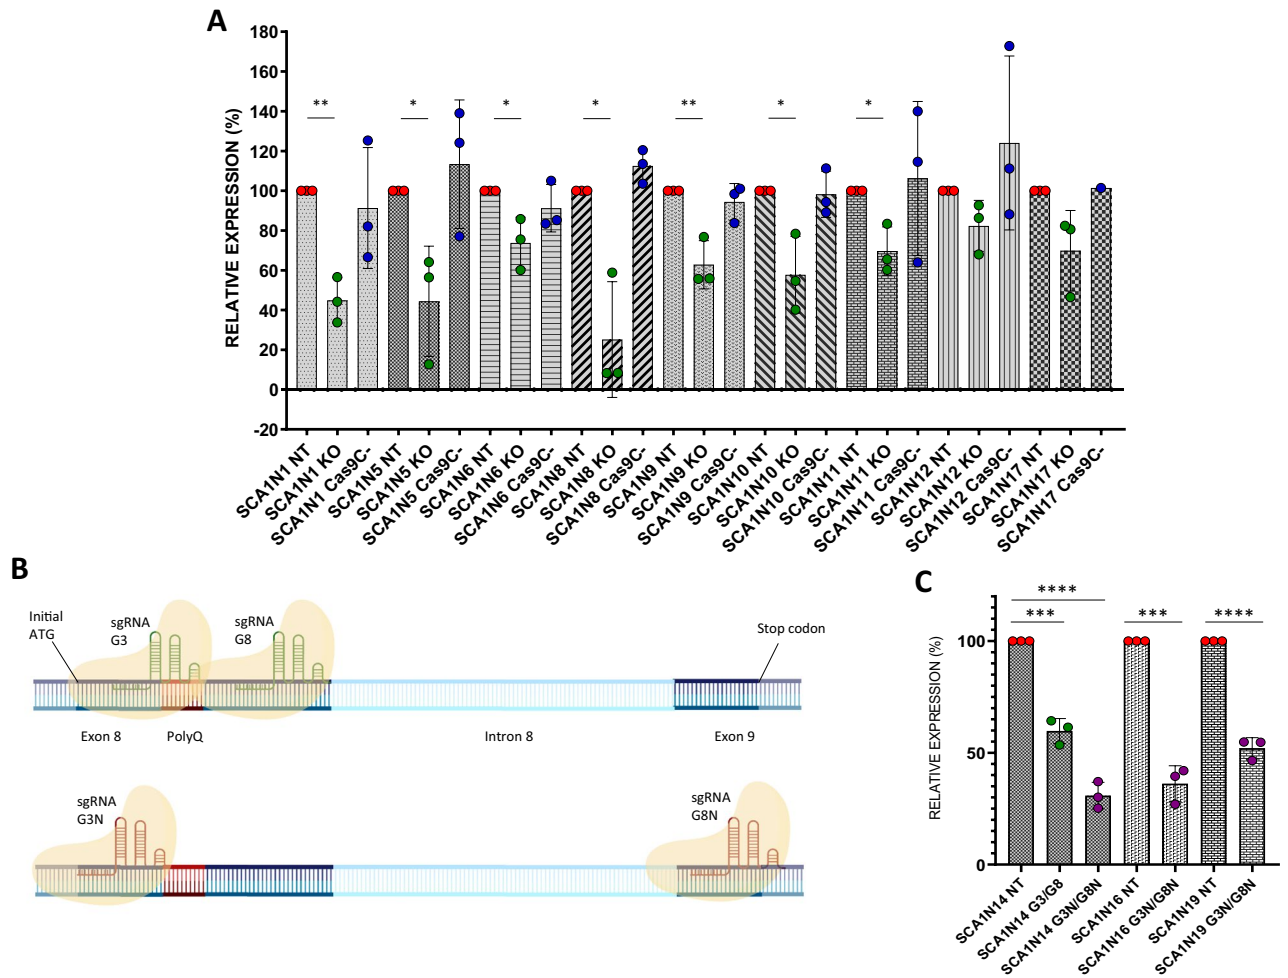 A
RELATIVE EXPRESSION (%)
180
160
140
120
100
80
60
40
20
0
-20
** * * * ** * *
SCA1N1 NT
SCA1N1 KO
SCA1N1 Cas9C-
SCA1N5 NT
SCA1N5 KO
SCA1N5 Cas9C-
SCA1N6 NT
SCA1N6 KO
SCA1N6 Cas9C-
SCA1N8 NT
SCA1N8 KO
SCA1N8 Cas9C-
SCA1N9 NT
SCA1N9 KO
SCA1N9 Cas9C-
SCA1N10 NT
SCA1N10 KO
SCA1N10 Cas9C-
SCA1N11 NT
SCA1N11 KO
SCA1N11 Cas9C-
SCA1N12 NT
SCA1N12 KO
SCA1N12 Cas9C-
SCA1N17 NT
SCA1N17 KO
SCA1N17 Cas9C-
B
Initial
ATG
sgRNA
G3
sgRNA
G8
Stop codon
Exon 8
PolyQ
Intron 8
Exon 9
sgRNA
G3N
sgRNA
G8N
C
****
*** *** ****
RELATIVE EXPRESSION (%)
100
50
0
SCA1N14 NT
SCA1N14 G3/G8
SCA1N14 G3N/G8N
SCA1N16 NT
SCA1N16 G3N/G8N
SCA1N19 NT
SCA1N19 G3N/G8N